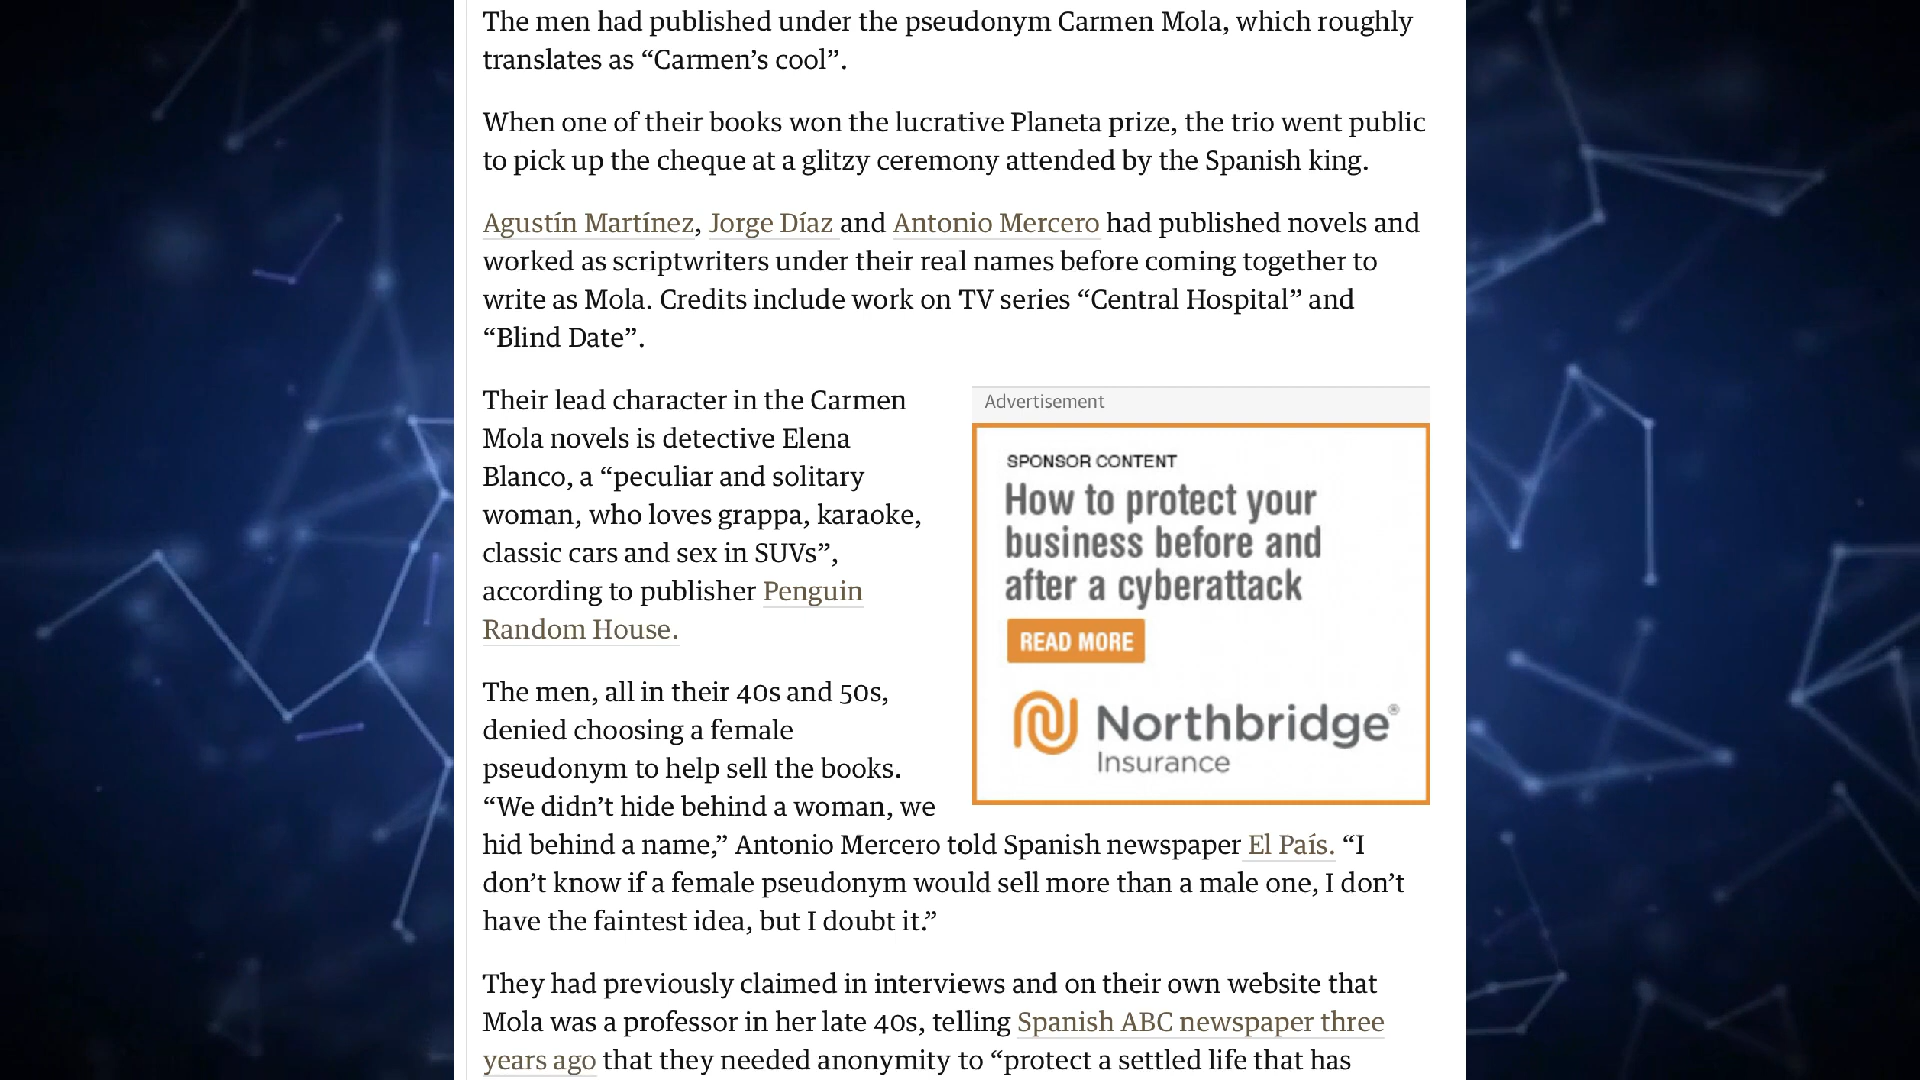 The men had published under the pseudonym Carmen Mola, which roughly
translates as “Carmen’s cool”.
When one of their books won the lucrative Planeta prize, the trio went public
to pick up the cheque at a glitzy ceremony attended by the Spanish king.
Agustín Martínez, Jorge Díaz and Antonio Mercero had published novels and
worked as scriptwriters under their real names before coming together to
write as Mola. Credits include work on TV series “Central Hospital” and
“Blind Date”.
Their lead character in the Carmen
Mola novels is detective Elena
Blanco, a “peculiar and solitary
woman, who loves grappa, karaoke,
classic cars and sex in SUVs”,
according to publisher Penguin
Random House.
Advertisement
SPONSOR CONTENT
How to protect your
business before and
after a cyberattack
READ MORE
Northbridge®
Insurance
The men, all in their 40s and 50s,
denied choosing a female
pseudonym to help sell the books.
“We didn’t hide behind a woman, we
hid behind a name,” Antonio Mercero told Spanish newspaper El País. “I
don’t know if a female pseudonym would sell more than a male one, I don’t
have the faintest idea, but I doubt it.”
They had previously claimed in interviews and on their own website that
Mola was a professor in her late 40s, telling Spanish ABC newspaper three
years ago that they needed anonymity to “protect a settled life that has